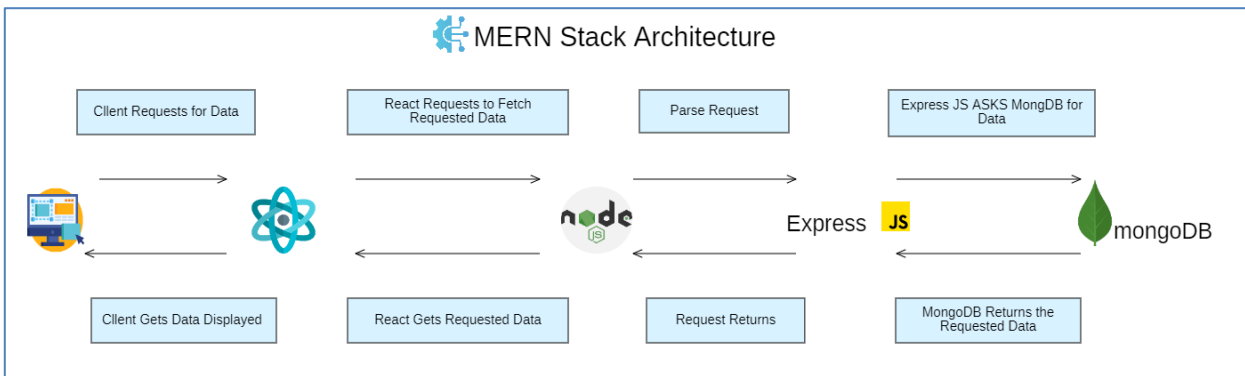 MERN Stack Architecture
Cllent Requests for Data
React Requests to Fetch
Requested Data
Parse Request
Express JS ASKS MongDB for
Data
node
JS
Express
JS
mongoDB
Cllent Gets Data Displayed
React Gets Requested Data
Request Returns
MongoDB Returns the
Requested Data